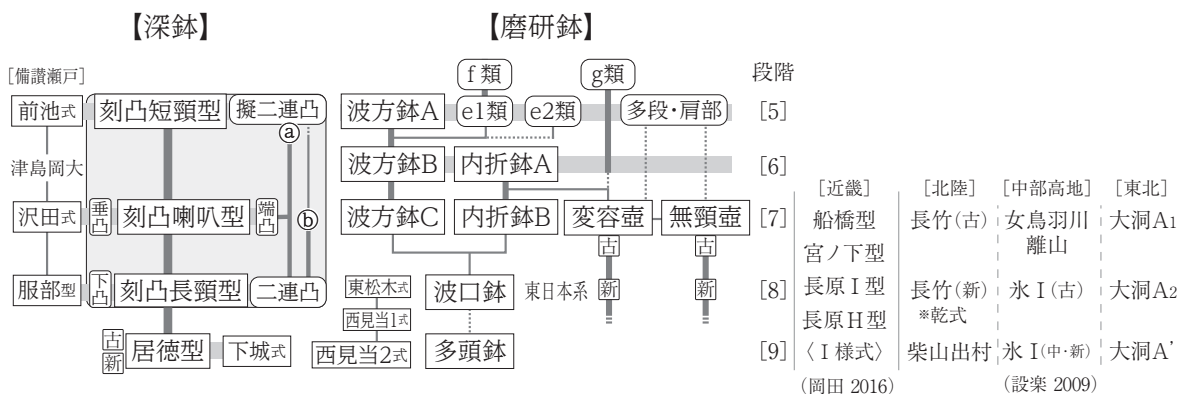 【深鉢】 【磨研鉢】
[備讃瀬戸] f類 g類 段階
前池式 刻凸短頸型 擬二連凸 波方鉢A e1類 e2類 多段・肩部 [5]
ⓐ
津島岡大 波方鉢B 内折鉢A [6]
[近畿] [北陸] [中部高地] [東北]
沢田式 垂凸 刻凸喇叭型 端凸 ⓑ 波方鉢C 内折鉢B 変容壺 無頸壺 [7] 船橋型 長竹(古) 女鳥羽川 大洞A1
古 古 宮ノ下型 離山
服部型 下凸 刻凸長頸型 二連凸 東松木式 波口鉢 東日本系 新 新 [8] 長原Ⅰ型 長竹(新) 氷Ⅰ(古) 大洞A2
西見当1式 長原H型 ※乾式
古 新 居徳型 下城式 西見当2式 多頭鉢 [9] 〈Ⅰ様式〉 柴山出村 氷Ⅰ(中・新) 大洞A'
(岡田 2016) (設楽 2009)